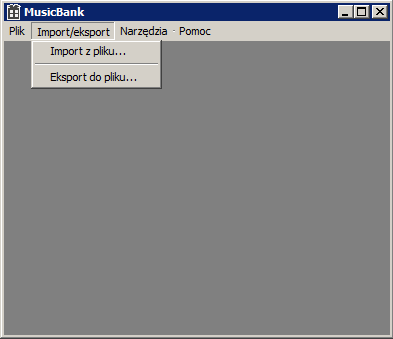 MusicBank
Plik Import/eksport Narzędzia Pomoc
Import z pliku...
Eksport do pliku...